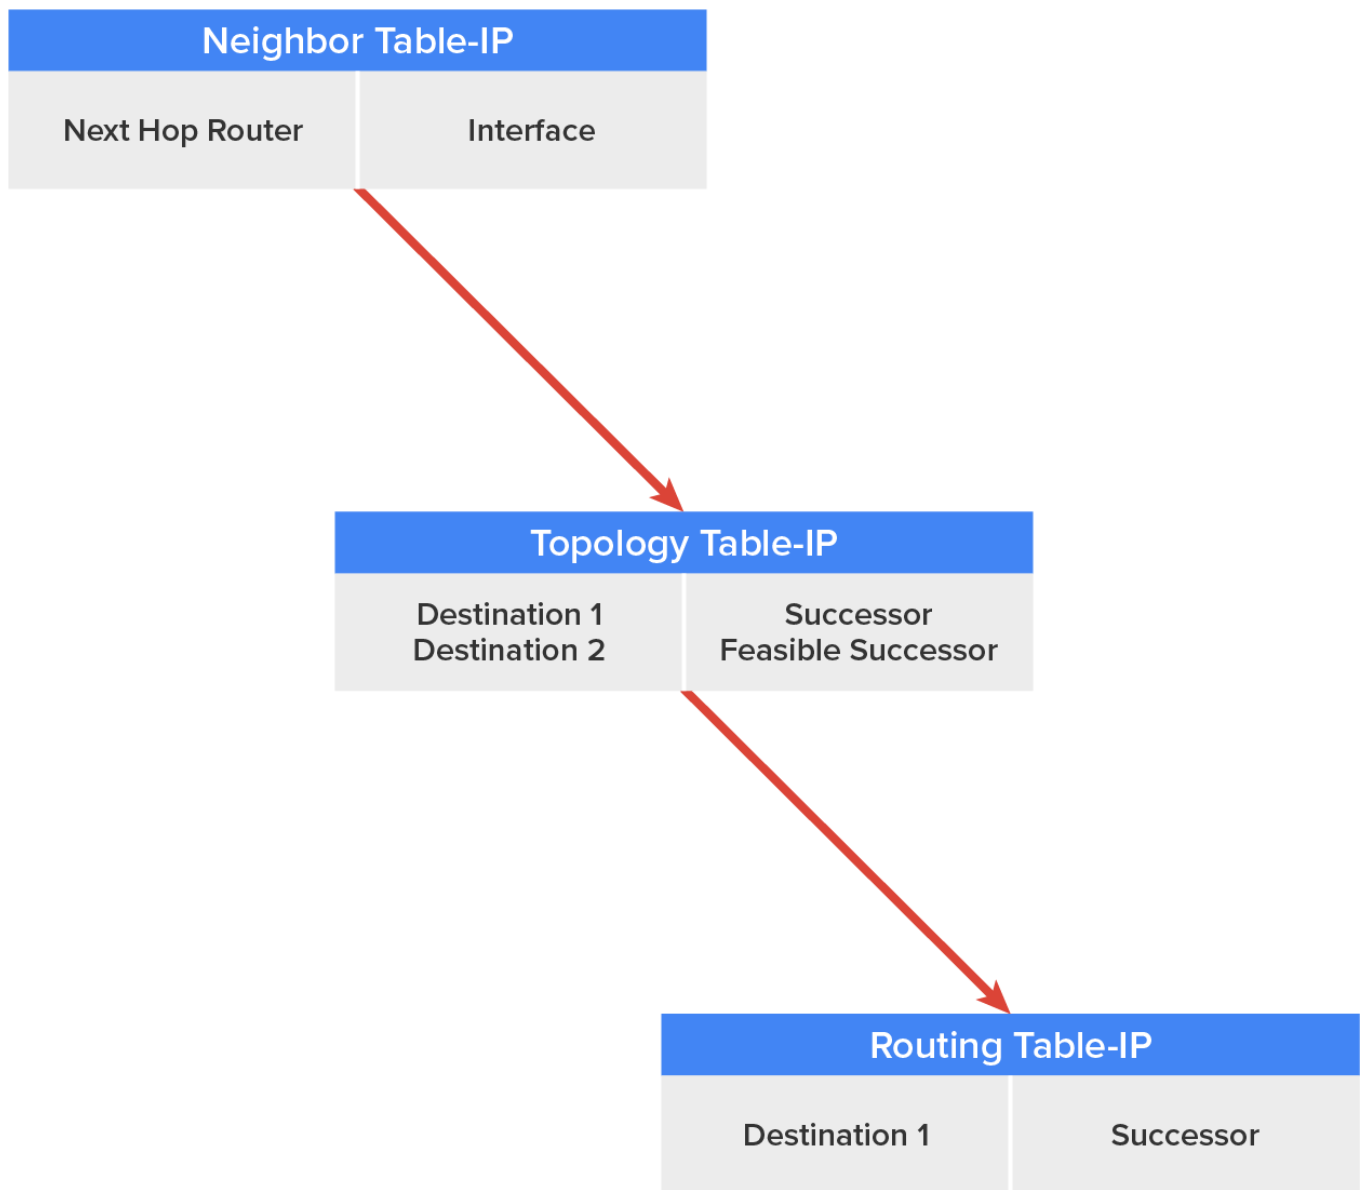 Neighbor Table-IP
Next Hop Router
Interface
Topology Table-IP
Destination 1
Destination 2
Successor
Feasible Successor
Routing Table-IP
Destination 1
Successor